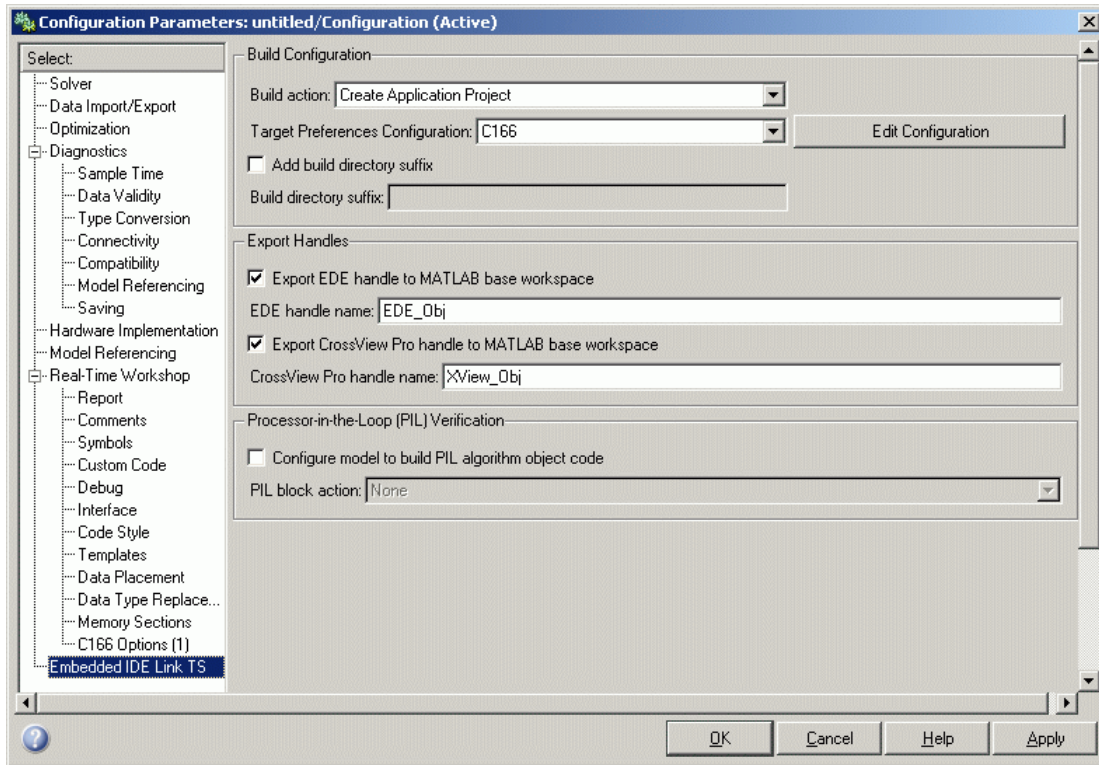 Configuration Parameters: untitled/Configuration (Active)
Select:
Solver
Data Import/Export
Optimization
Diagnostics
Sample Time
Data Validity
Type Conversion
Connectivity
Compatibility
Model Referencing
Saving
Hardware Implementation
Model Referencing
Real-Time Workshop
Report
Comments
Symbols
Custom Code
Debug
Interface
Code Style
Templates
Data Placement
Data Type Replace...
Memory Sections
C166 Options (1)
Embedded IDE Link TS
Build Configuration
Build action: Create Application Project
Target Preferences Configuration: C166 Edit Configuration
Add build directory suffix
Build directory suffix:
Export Handles
Export EDE handle to MATLAB base workspace
EDE handle name: EDE_Obj
Export CrossView Pro handle to MATLAB base workspace
CrossView Pro handle name: XView_Obj
Processor-in-the-Loop (PIL) Verification
Configure model to build PIL algorithm object code
PIL block action: None
OK Cancel Help Apply